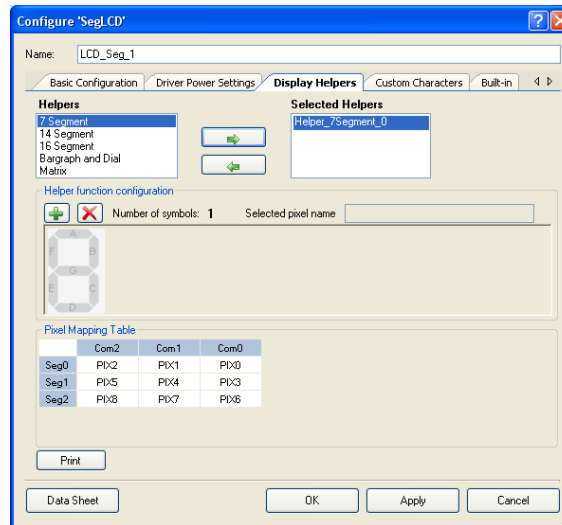 Configure 'SegLCD'
Name: LCD_Seg_1
Basic Configuration Driver Power Settings Display Helpers Custom Characters Built-in
Helpers Selected Helpers
7 Segment Helper_7Segment_0
14 Segment
16 Segment
Bargraph and Dial
Matrix
Helper function configuration
Number of symbols: 1 Selected pixel name
A
F B
G
E C
D
Pixel Mapping Table
Com2 Com1 Com0
Seg0 PIX2 PIX1 PIX0
Seg1 PIX5 PIX4 PIX3
Seg2 PIX8 PIX7 PIX6
Print
Data Sheet OK Apply Cancel